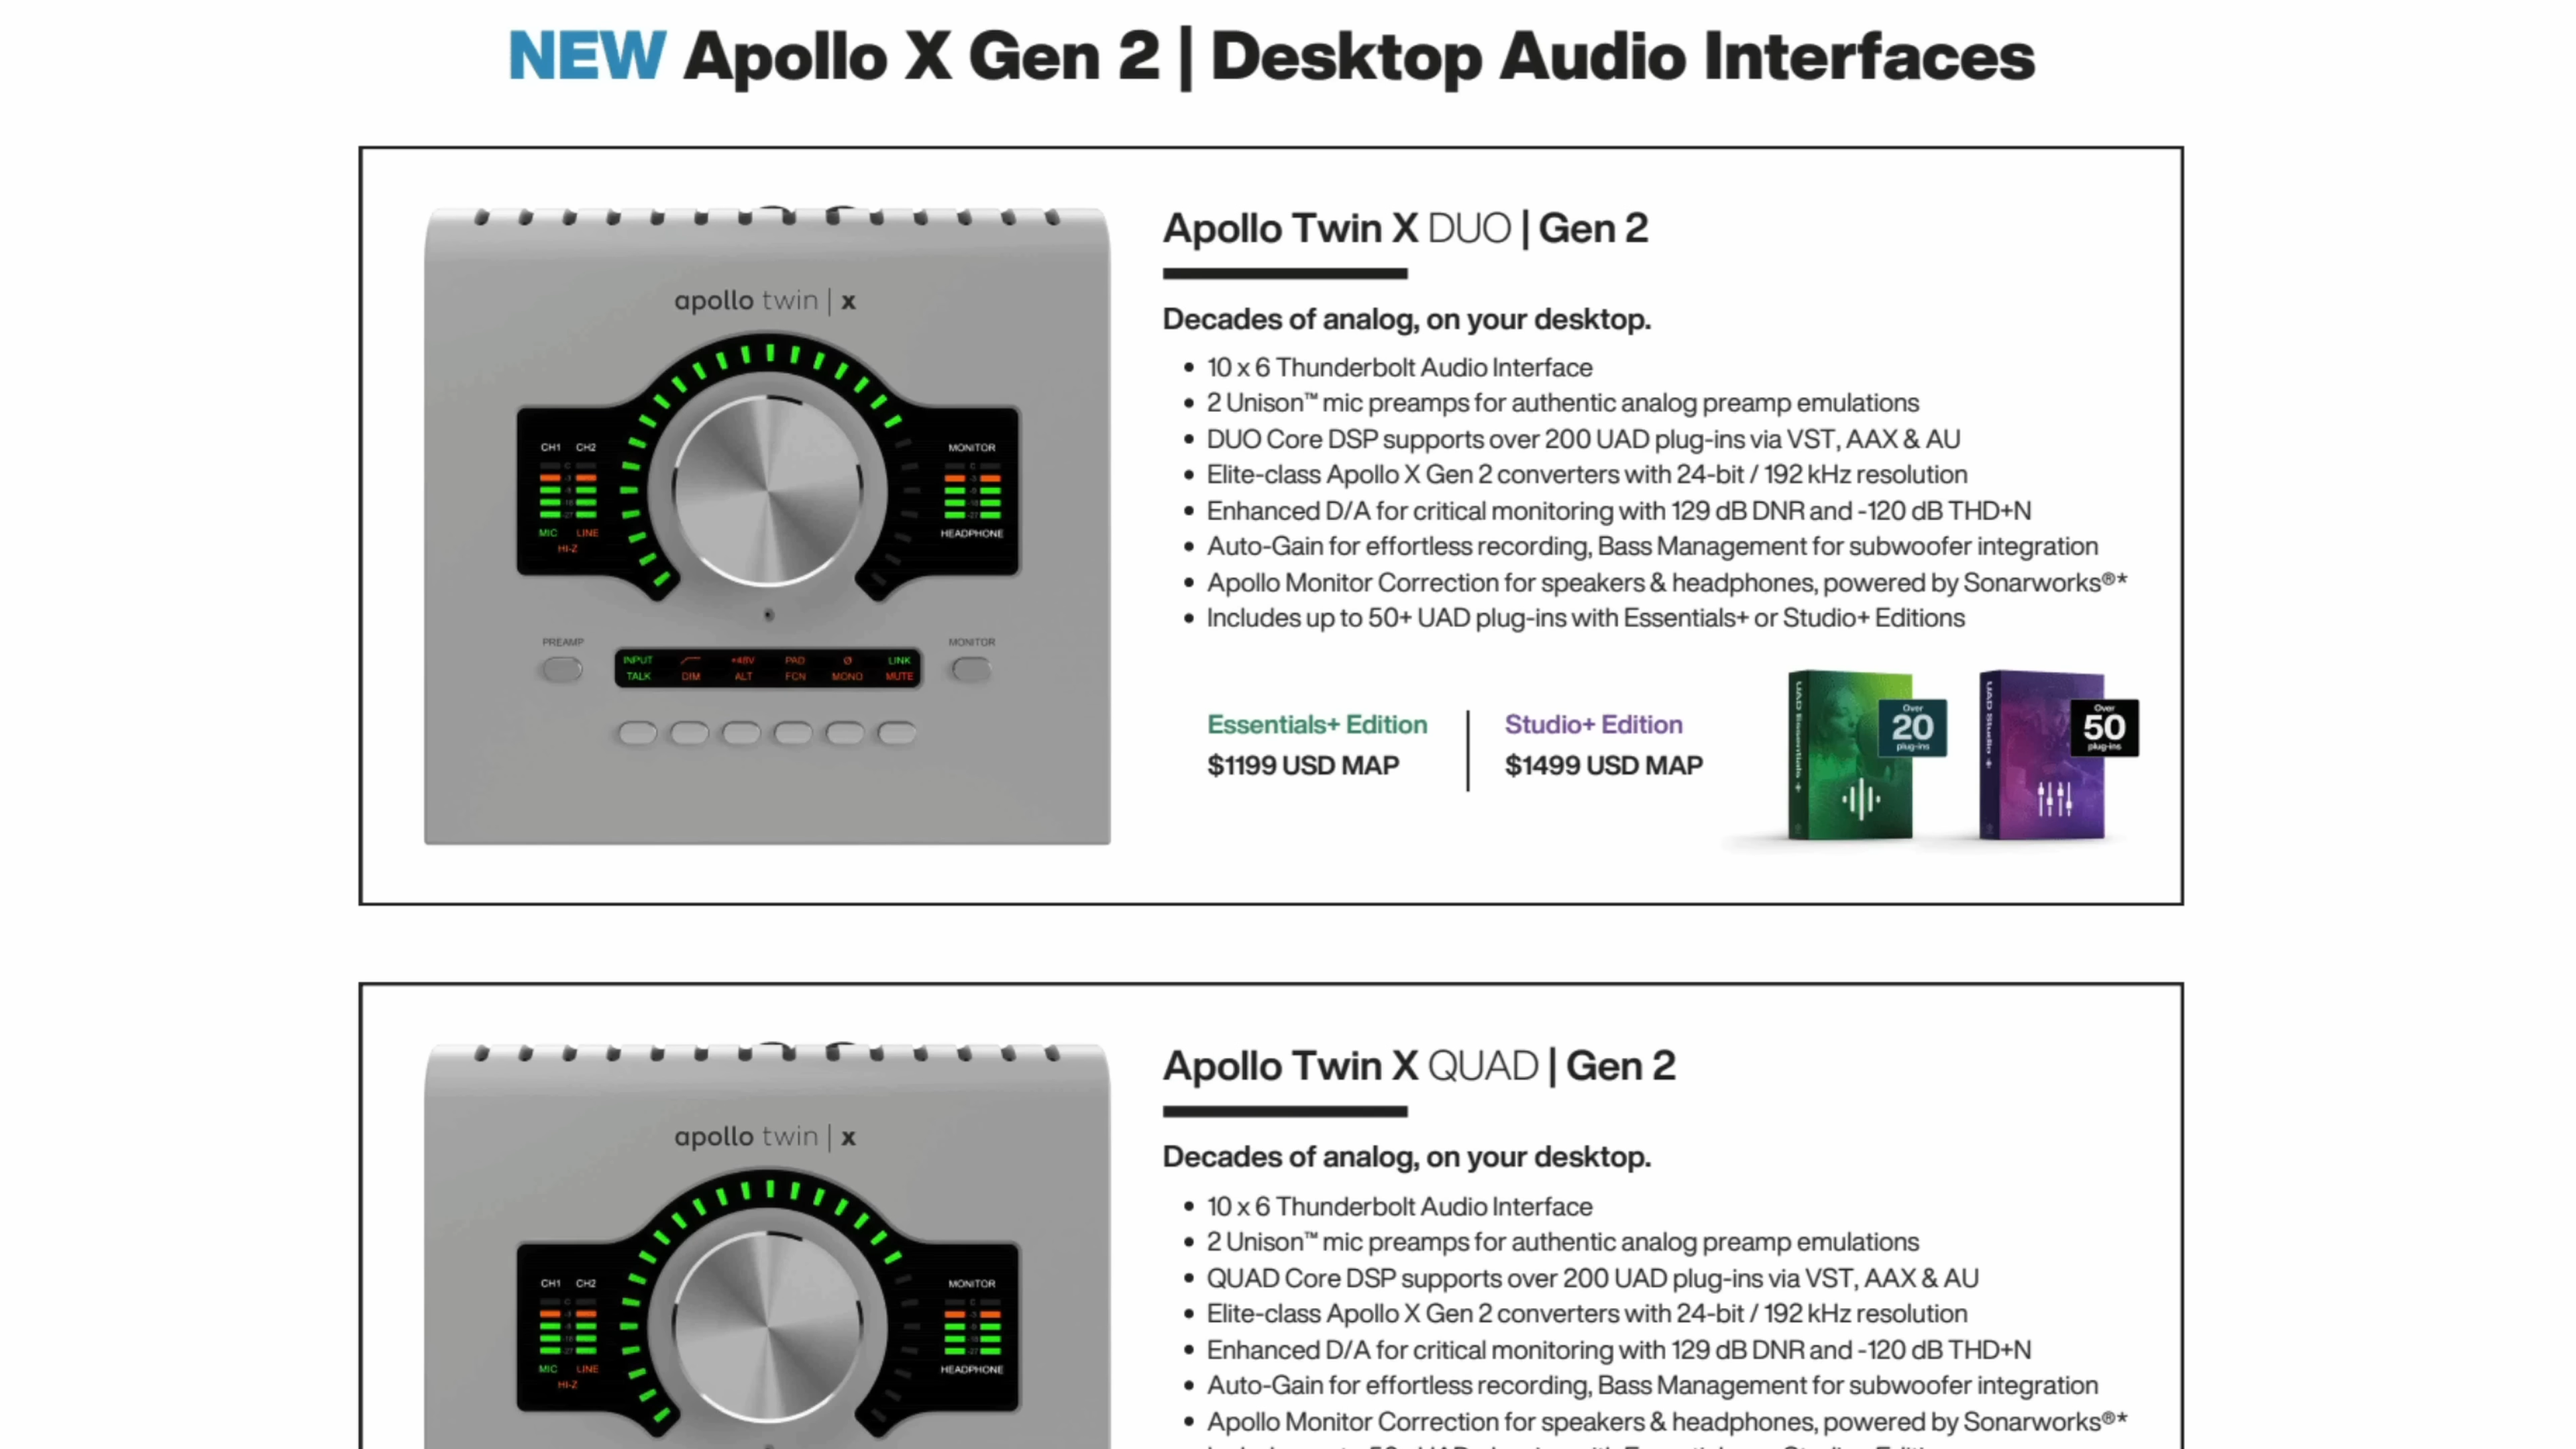 NEW Apollo X Gen 2 | Desktop Audio Interfaces
apollo twin | x
CH1 CH2
MONITOR
MIC LINE
HEADPHONE
HI-Z
PREAMP
MONITOR
INPUT +48V PAD Ø LINK
TALK DIM ALT FCN MONO MUTE
Apollo Twin X DUO | Gen 2
Decades of analog, on your desktop.
• 10 x 6 Thunderbolt Audio Interface
• 2 Unison™ mic preamps for authentic analog preamp emulations
• DUO Core DSP supports over 200 UAD plug-ins via VST, AAX & AU
• Elite-class Apollo X Gen 2 converters with 24-bit / 192 kHz resolution
• Enhanced D/A for critical monitoring with 129 dB DNR and -120 dB THD+N
• Auto-Gain for effortless recording, Bass Management for subwoofer integration
• Apollo Monitor Correction for speakers & headphones, powered by Sonarworks®*
• Includes up to 50+ UAD plug-ins with Essentials+ or Studio+ Editions
Essentials+ Edition
$1199 USD MAP
Studio+ Edition
$1499 USD MAP
UAD Essentials +
Over
20
plug-ins
UAD Studio +
Over
50
plug-ins
apollo twin | x
CH1 CH2
MONITOR
MIC LINE
HEADPHONE
HI-Z
Apollo Twin X QUAD | Gen 2
Decades of analog, on your desktop.
• 10 x 6 Thunderbolt Audio Interface
• 2 Unison™ mic preamps for authentic analog preamp emulations
• QUAD Core DSP supports over 200 UAD plug-ins via VST, AAX & AU
• Elite-class Apollo X Gen 2 converters with 24-bit / 192 kHz resolution
• Enhanced D/A for critical monitoring with 129 dB DNR and -120 dB THD+N
• Auto-Gain for effortless recording, Bass Management for subwoofer integration
• Apollo Monitor Correction for speakers & headphones, powered by Sonarworks®*